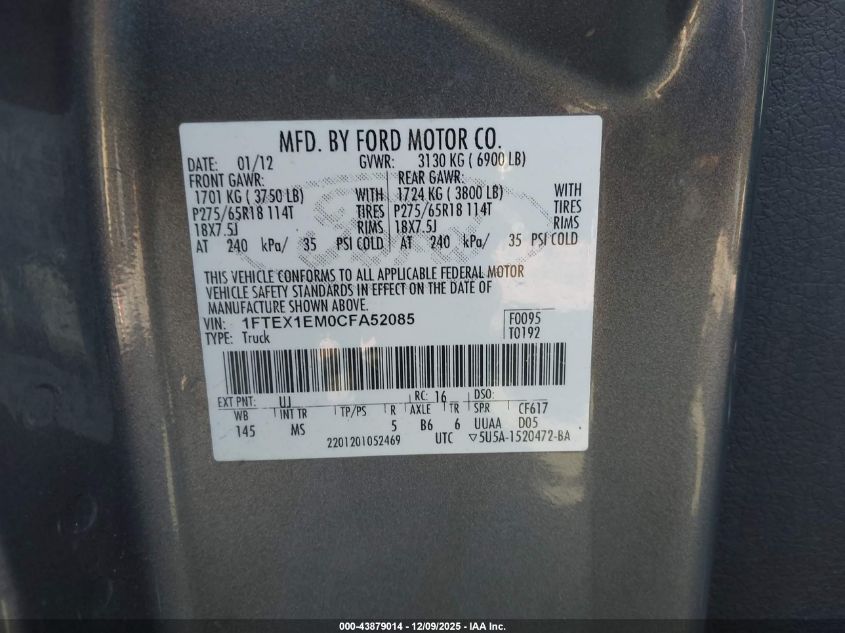 MFD. BY FORD MOTOR CO.
DATE: 01/12 GVWR: 3130 KG ( 6900 LB)
FRONT GAWR: REAR GAWR:
1701 KG ( 3750 LB) WITH 1724 KG ( 3800 LB) WITH
P275/65R18 114T TIRES P275/65R18 114T TIRES
18X7.5J RIMS 18X7.5J RIMS
AT 240 kPa/ 35 PSI COLD AT 240 kPa/ 35 PSI COLD
THIS VEHICLE CONFORMS TO ALL APPLICABLE FEDERAL MOTOR
VEHICLE SAFETY STANDARDS IN EFFECT ON THE DATE OF
MANUFACTURE SHOWN ABOVE.
VIN: 1FTEX1EM0CFA52085 F0095
TYPE: Truck T0192
EXT PNT: UJ RC: 16 DSO:
WB INT TR TP/PS R AXLE TR SPR CF617
145 MS 5 B6 6 UUAA D05
2201201052469 UTC ▽5U5A-1520472-BA
000-43879014 - 12/09/2025 - IAA Inc.